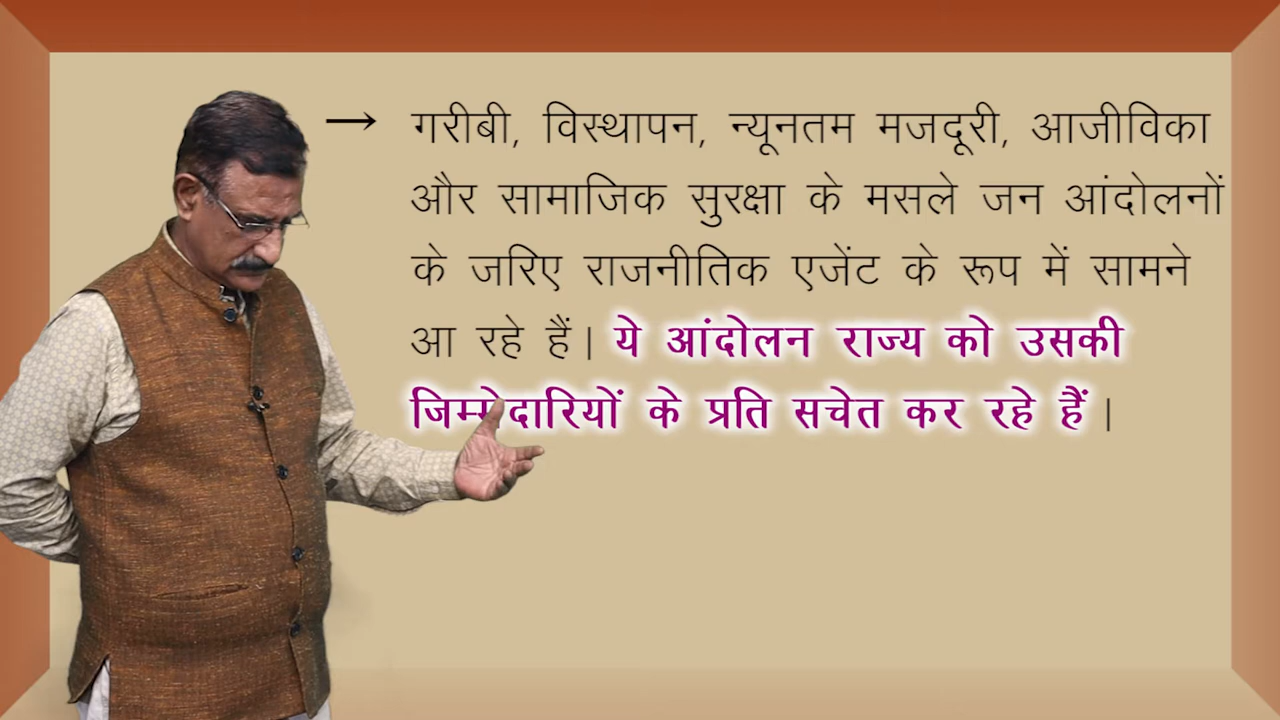 → गरीबी, विस्थापन, न्यूनतम मजदूरी, आजीविका
और सामाजिक सुरक्षा के मसले जन आंदोलनों
के जरिए राजनीतिक एजेंट के रूप में सामने
आ रहे हैं। ये आंदोलन राज्य को उसकी
जिम्मेदारियों के प्रति सचेत कर रहे हैं।